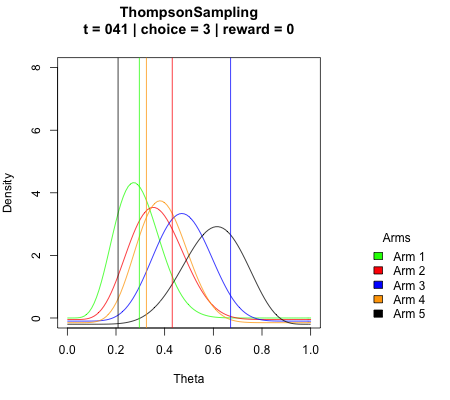 ThompsonSampling
t = 041 | choice = 3 | reward = 0
Density
8
6
4
2
0
0.0 0.2 0.4 0.6 0.8 1.0
Theta
Arms
Arm 1
Arm 2
Arm 3
Arm 4
Arm 5